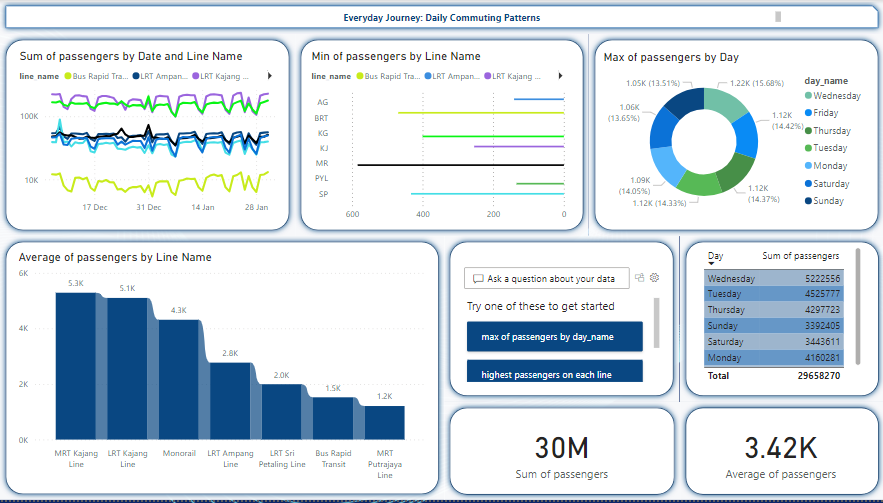 Everyday Journey: Daily Commuting Patterns
Sum of passengers by Date and Line Name
line_name Bus Rapid Tra... LRT Ampan... LRT Kajang ...
100K
10K
17 Dec 31 Dec 14 Jan 28 Jan
Min of passengers by Line Name
line_name Bus Rapid Tra... LRT Ampan... LRT Kajang ...
AG
BRT
KG
KJ
MR
PYL
SP
600 400 200 0
Max of passengers by Day
1.05K (13.51%)
1.22K (15.68%)
1.06K
(13.65%)
1.12K
(14.42%)
1.09K
(14.05%)
1.12K
(14.37%)
1.12K (14.33%)
day_name
Wednesday
Friday
Thursday
Tuesday
Monday
Saturday
Sunday
Average of passengers by Line Name
6K
4K
2K
0K
5.3K
5.1K
4.3K
2.8K
2.0K
1.5K
1.2K
MRT Kajang
Line
LRT Kajang
Line
Monorail
LRT Ampang
Line
LRT Sri
Petaling Line
Bus Rapid
Transit
MRT
Putrajaya
Line
Ask a question about your data
Try one of these to get started
max of passengers by day_name
highest passengers on each line
Day Sum of passengers
Wednesday 5222556
Tuesday 4525777
Thursday 4297723
Sunday 3392405
Saturday 3443611
Monday 4160281
Total 29658270
30M
Sum of passengers
3.42K
Average of passengers